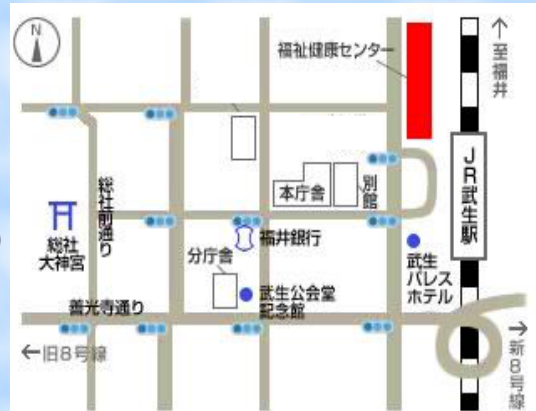 N
福祉健康センター
↑至福井
JR武生駅
本庁舎
別館
総社前通り
総社
大神宮
福井銀行
分庁舎
武生公会堂
記念館
武生
パレス
ホテル
善光寺通り
←旧8号線
→新8号線